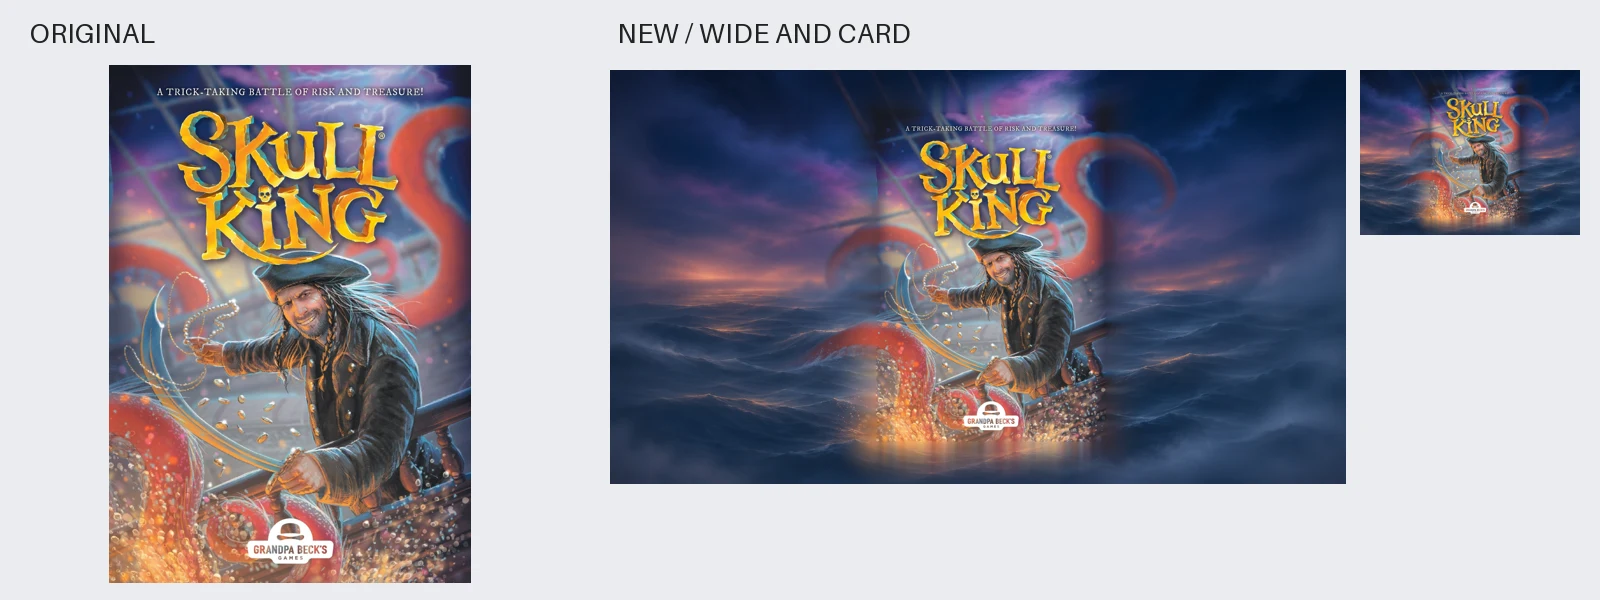 ORIGINAL
A TRICK-TAKING BATTLE OF RISK AND TREASURE!
SKULL
KING
®
GRANDPA BECK'S
GAMES
NEW / WIDE AND CARD
A TRICK-TAKING BATTLE OF RISK AND TREASURE!
SKULL
KING
GRANDPA BECK'S
GAMES
SKULL
KING